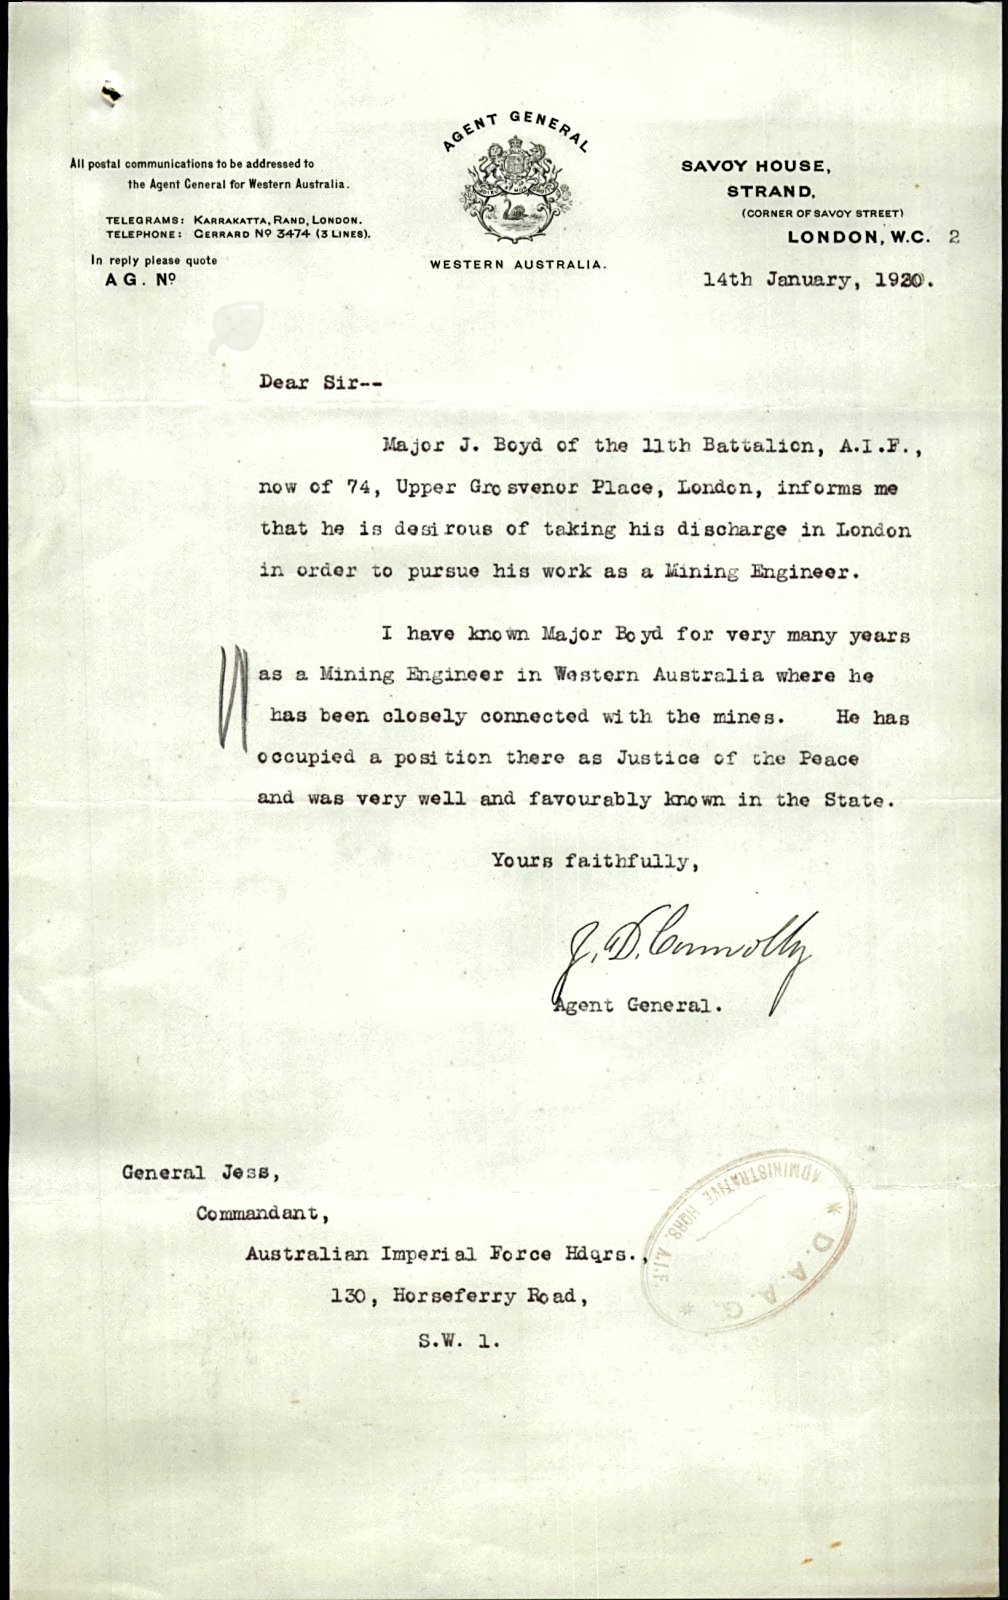 All postal communications to be addressed to
the Agent General for Western Australia.
TELEGRAMS: KARRAKATTA, RAND, LONDON.
TELEPHONE: GERRARD Nº 3474 (3 LINES).
In reply please quote
A G. Nº
AGENT GENERAL
WESTERN AUSTRALIA.
SAVOY HOUSE,
STRAND,
(CORNER OF SAVOY STREET)
LONDON, W.C. 2
14th January, 1920.
Dear Sir--
Major J. Boyd of the 11th Battalion, A.I.F.,
now of 74, Upper Grosvenor Place, London, informs me
that he is desirous of taking his discharge in London
in order to pursue his work as a Mining Engineer.
I have known Major Boyd for very many years
as a Mining Engineer in Western Australia where he
has been closely connected with the mines. He has
occupied a position there as Justice of the Peace
and was very well and favourably known in the State.
Yours faithfully,
J. D. Connolly
Agent General.
General Jess,
Commandant,
Australian Imperial Force Hdqrs.,
130, Horseferry Road,
S.W. 1.
ADMINISTRATIVE HQRS. A.I.F.
* D. A. A. G. *